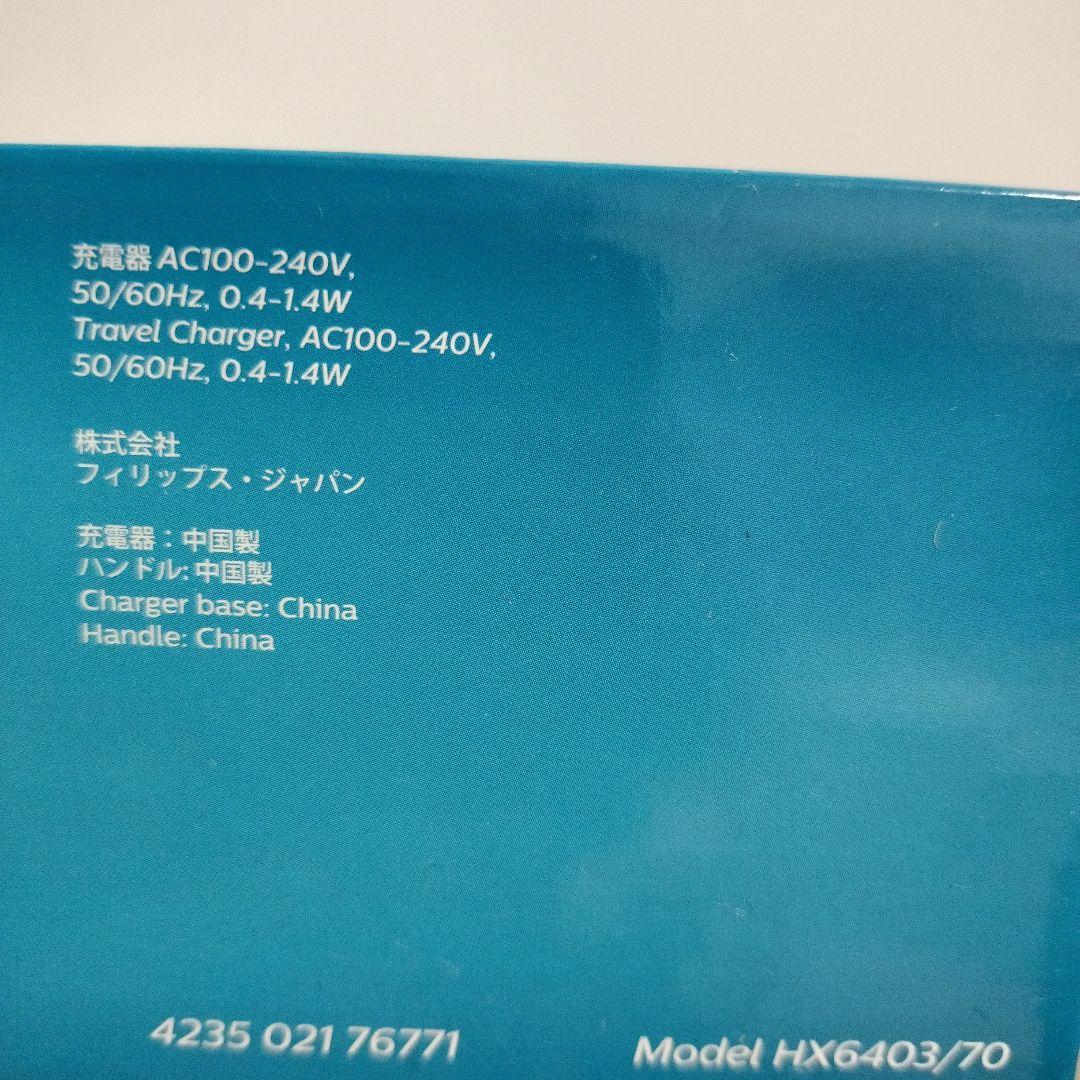 充電器 AC100-240V,
50/60Hz, 0.4-1.4W
Travel Charger, AC100-240V,
50/60Hz, 0.4-1.4W
株式会社
フィリップス・ジャパン
充電器：中国製
ハンドル: 中国製
Charger base: China
Handle: China
4235 021 76771
Model HX6403/70